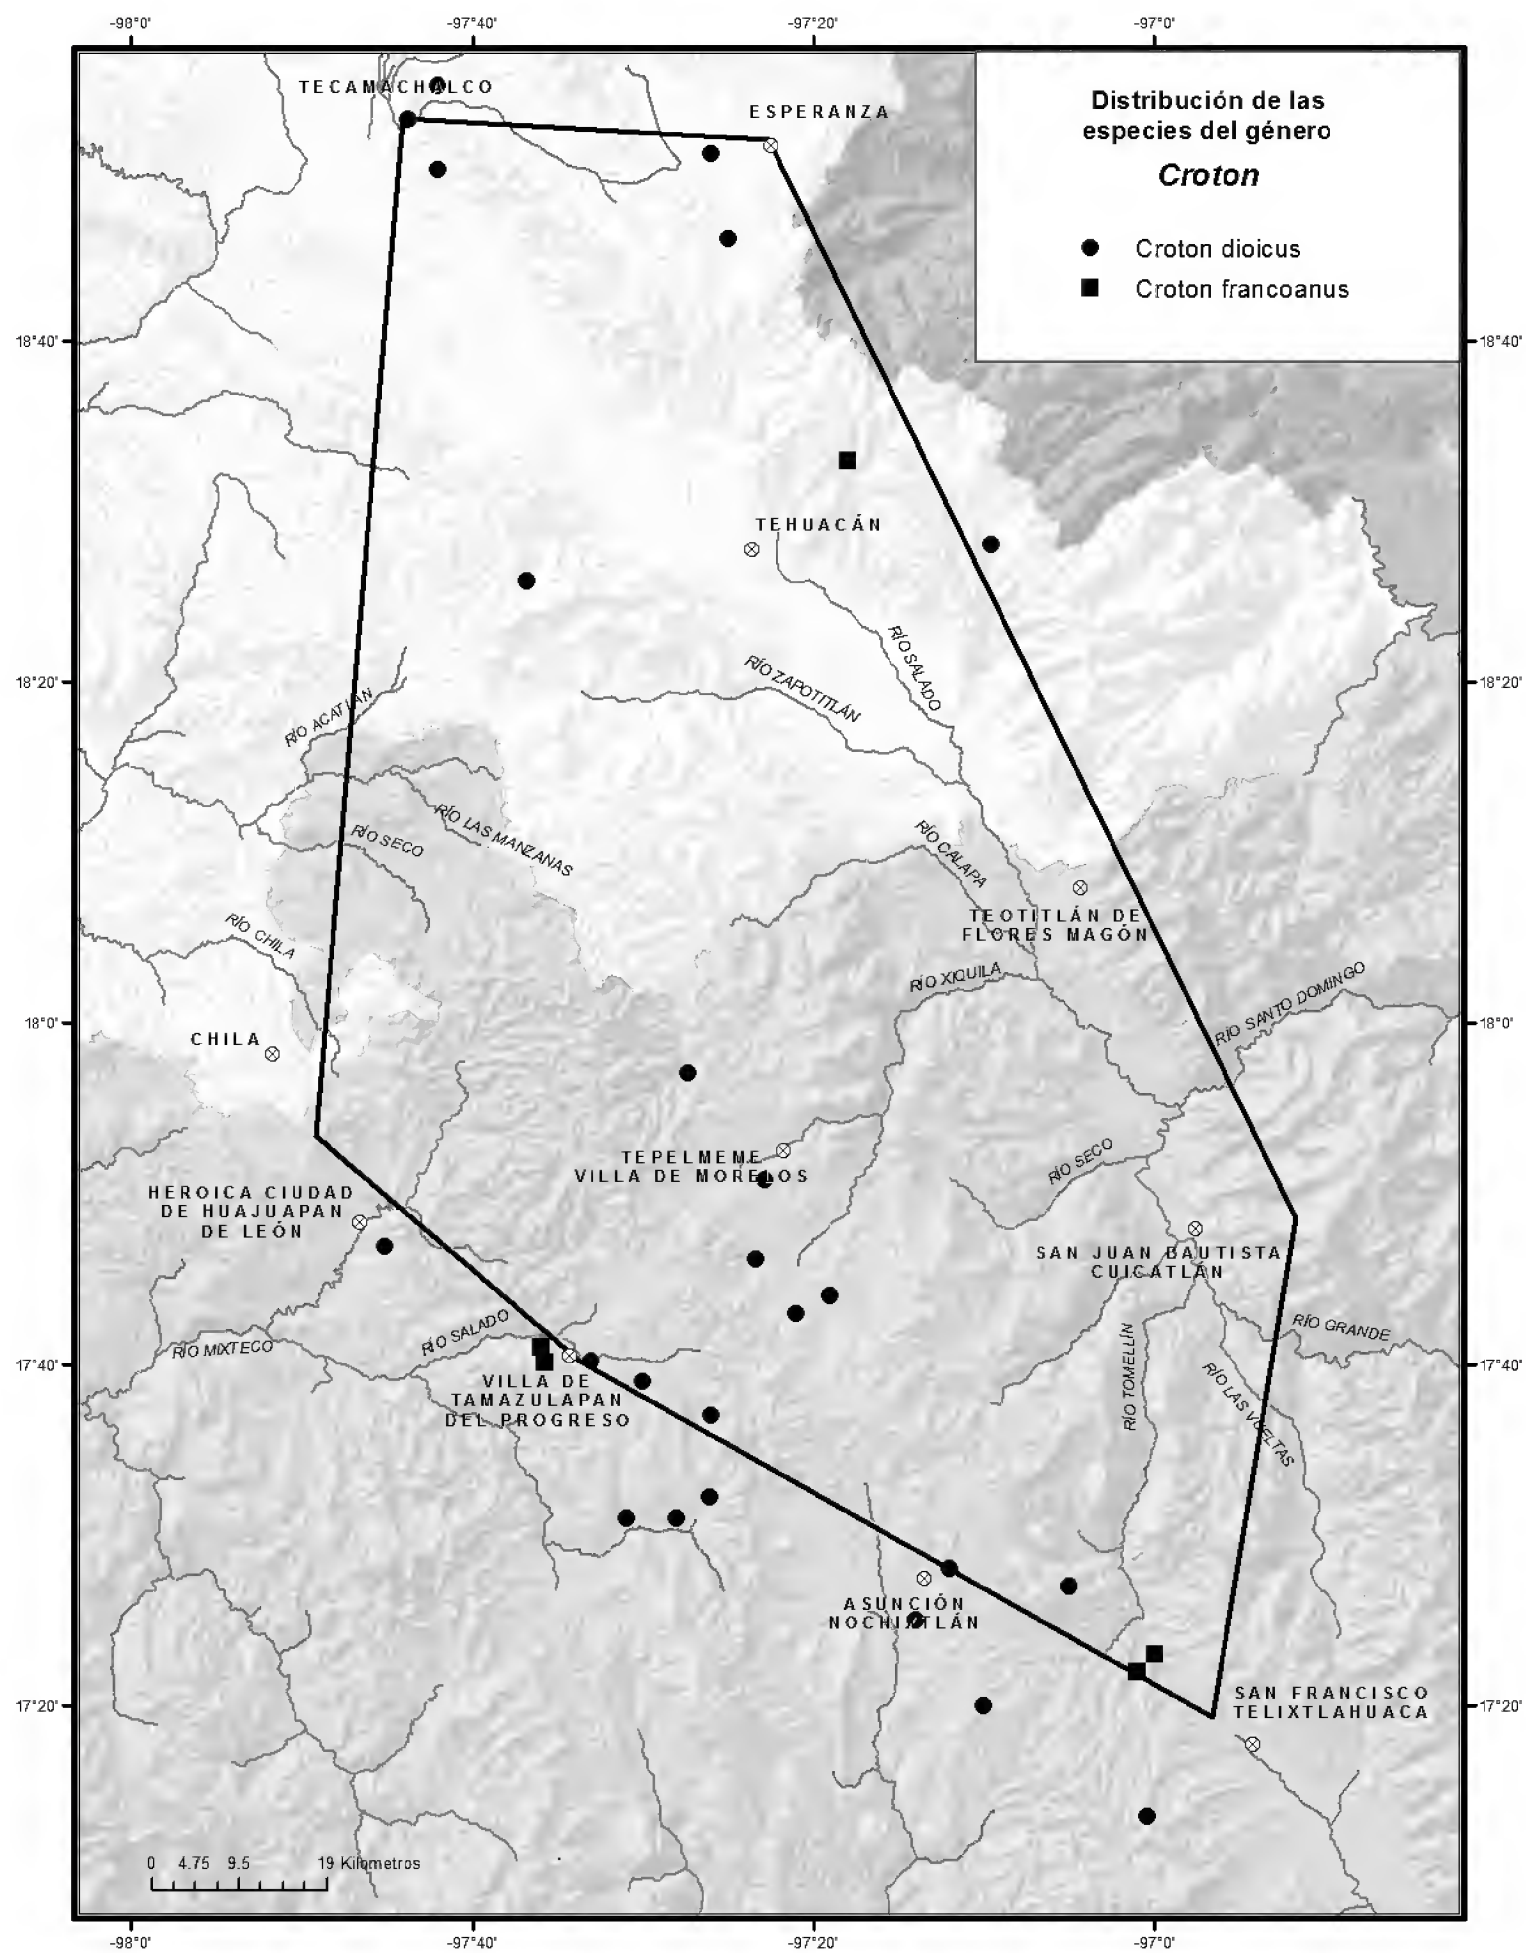 -98°0'
-97°40'
-97°20'
-97°0'
TECAMACHALCO
ESPERANZA
Distribución de las
especies del género
Croton
Croton dioicus
Croton francoanus
18°40'
18°40'
TEHUACÁN
RÍO SALADO
RÍO ZAPOTITLÁN
18°20'
18°20'
RÍO ACATLÁN
RÍO LAS MANZANAS
RÍO SECO
RÍO CALAPA
TEOTITLÁN DE
FLORES MAGÓN
RÍO CHILA
RÍO XIQUILA
RÍO SANTO DOMINGO
18°0'
18°0'
CHILA
TEPELMEME
VILLA DE MORELOS
RÍO SECO
HEROICA CIUDAD
DE HUAJUAPAN
DE LEÓN
SAN JUAN BAUTISTA
CUICATLÁN
RÍO GRANDE
RÍO SALADO
RÍO MIXTECO
17°40'
17°40'
RÍO TOMELLÍN
RÍO LAS VUELTAS
VILLA DE
TAMAZULAPAN
DEL PROGRESO
ASUNCIÓN
NOCHIXTLÁN
SAN FRANCISCO
TELIXTLAHUACA
17°20'
17°20'
0 4.75 9.5 19 Kilometros
-98°0'
-97°40'
-97°20'
-97°0'